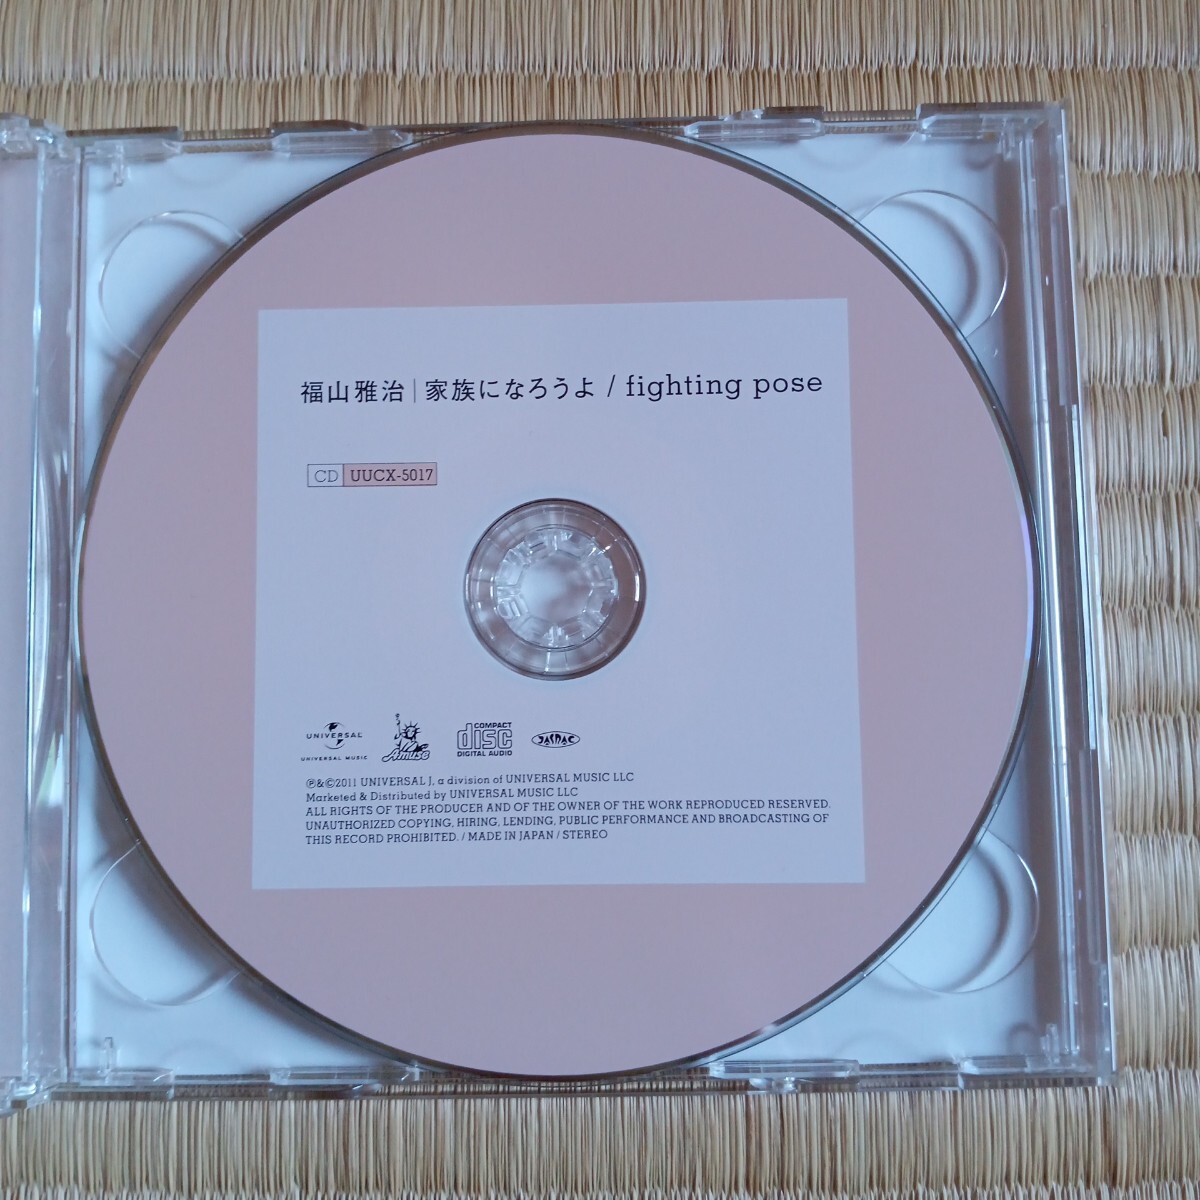 福山雅治|家族になろうよ / fighting pose
CD UUCX-5017
UNIVERSAL
UNIVERSAL MUSIC
Amuse
COMPACT
disc
DIGITAL AUDIO
JASRAC
℗&©2011 UNIVERSAL J, a division of UNIVERSAL MUSIC LLC
Marketed & Distributed by UNIVERSAL MUSIC LLC
ALL RIGHTS OF THE PRODUCER AND OF THE OWNER OF THE WORK REPRODUCED RESERVED.
UNAUTHORIZED COPYING, HIRING, LENDING, PUBLIC PERFORMANCE AND BROADCASTING OF
THIS RECORD PROHIBITED. / MADE IN JAPAN / STEREO